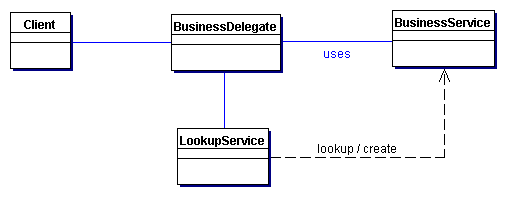 Client
BusinessDelegate
BusinessService
uses
LookupService
lookup / create